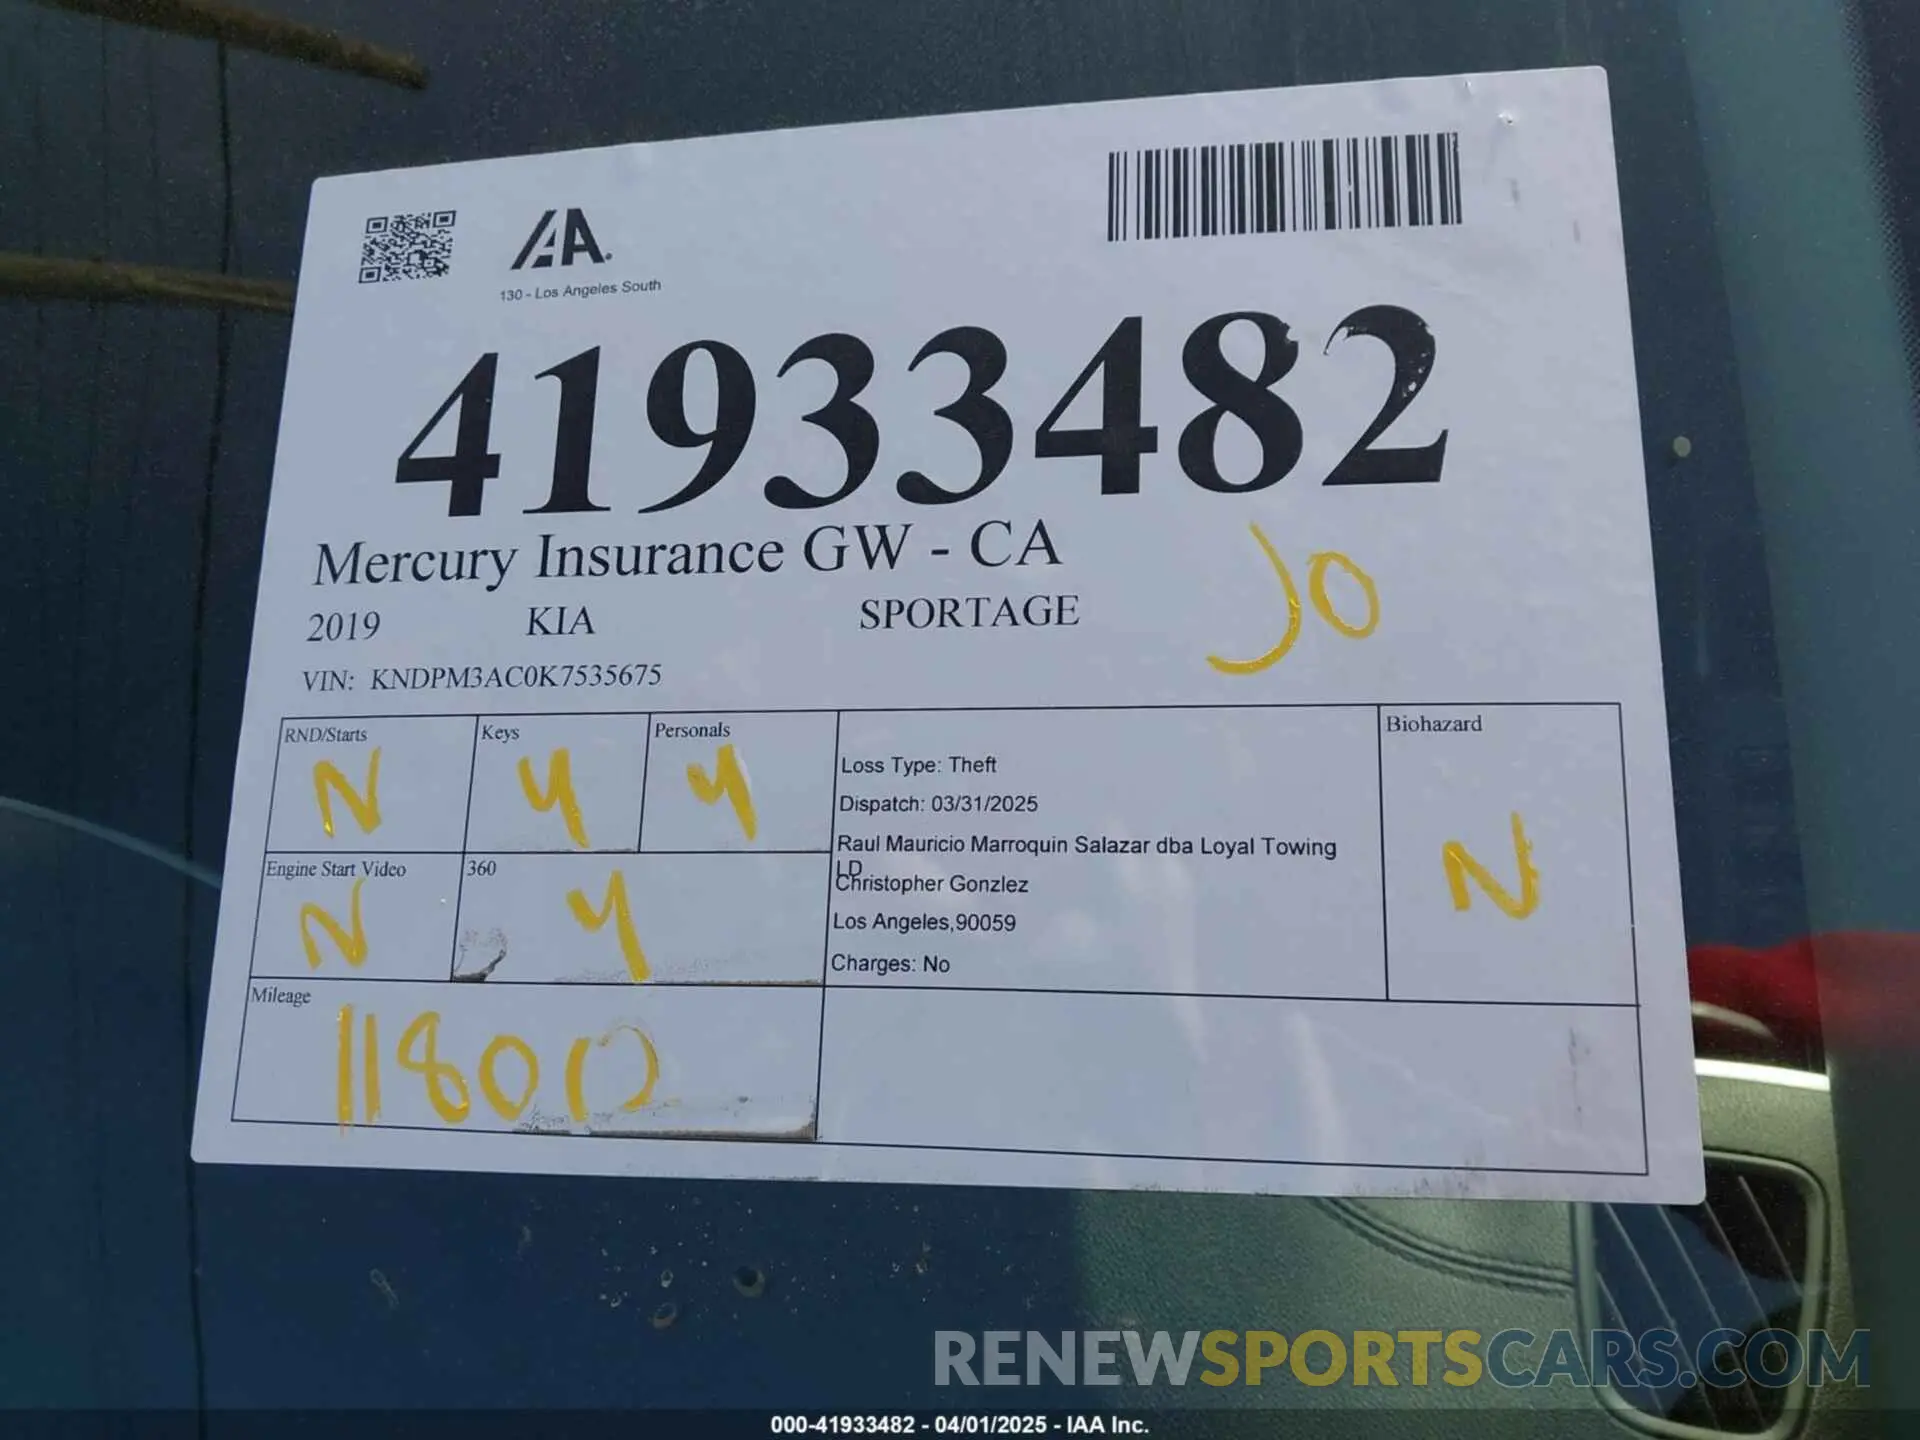 IAA.
130 - Los Angeles South
41933482
Mercury Insurance GW - CA
JO
2019 KIA SPORTAGE
VIN: KNDPM3AC0K7535675
RND/Starts Keys Personals Biohazard
N Y Y N
Loss Type: Theft
Dispatch: 03/31/2025
Raul Mauricio Marroquin Salazar dba Loyal Towing
LD
Engine Start Video 360
N Y
Christopher Gonzlez
Los Angeles,90059
Charges: No
Mileage
11800
RENEWSPORTSCARS.COM
000-41933482 - 04/01/2025 - IAA Inc.